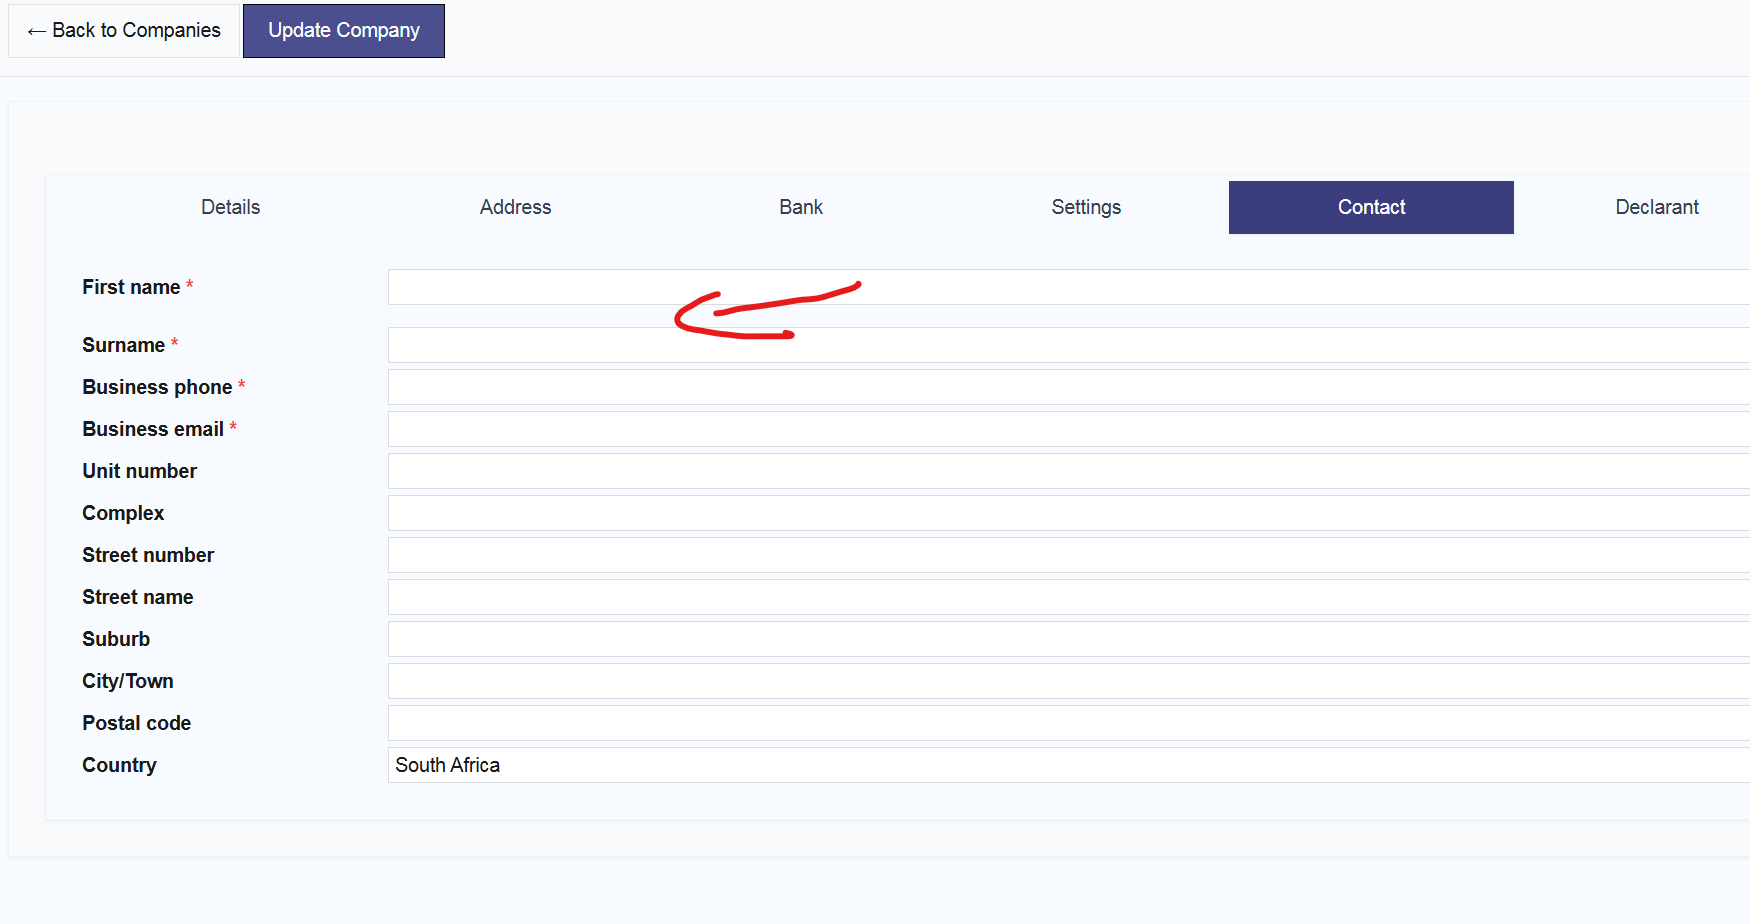 ← Back to Companies Update Company
Details Address Bank Settings Contact Declarant
First name *
Surname *
Business phone *
Business email *
Unit number
Complex
Street number
Street name
Suburb
City/Town
Postal code
Country South Africa